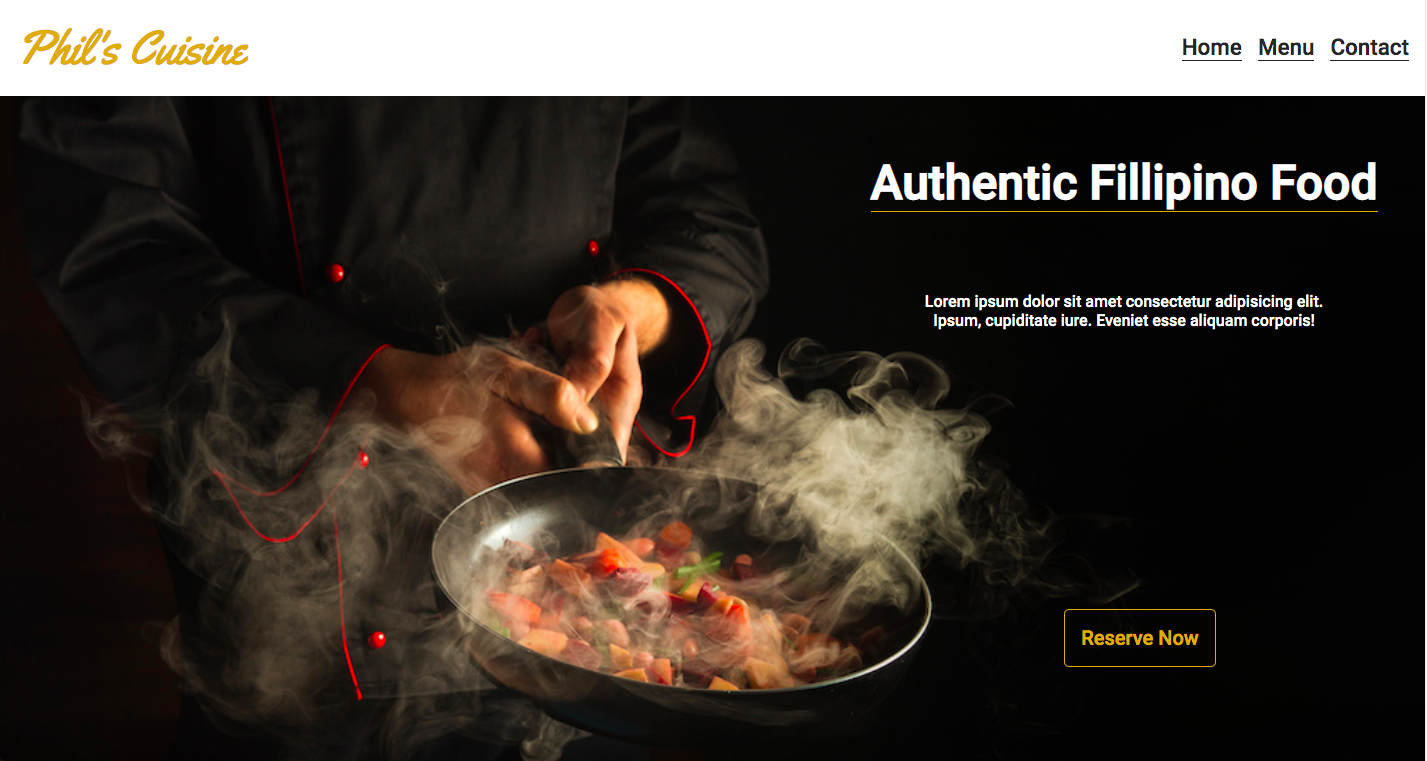 Phil's Cuisine
Home Menu Contact
Authentic Fillipino Food
Lorem ipsum dolor sit amet consectetur adipisicing elit.
Ipsum, cupiditate iure. Eveniet esse aliquam corporis!
Reserve Now